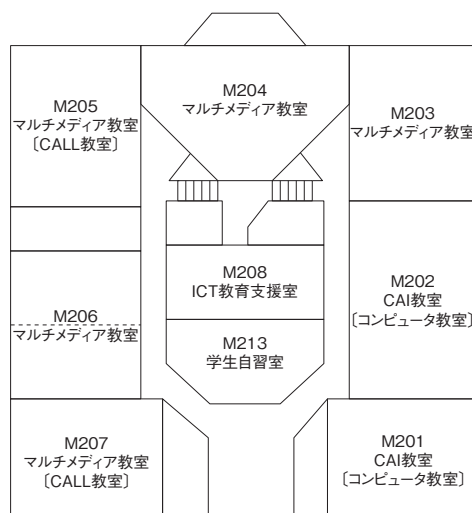 M205
マルチメディア教室
〔CALL教室〕
M204
マルチメディア教室
M203
マルチメディア教室
M208
ICT教育支援室
M202
CAI教室
〔コンピュータ教室〕
M206
マルチメディア教室
M213
学生自習室
M207
マルチメディア教室
〔CALL教室〕
M201
CAI教室
〔コンピュータ教室〕